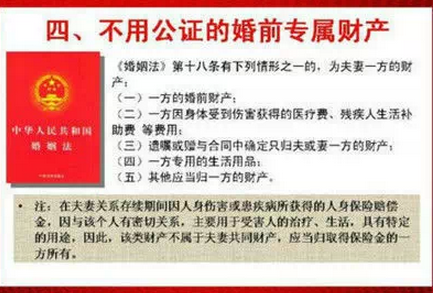 四、不用公证的婚前专属财产
《婚姻法》第十八条有下列情形之一的，为夫妻一方的财
产：
（一）一方的婚前财产；
（二）一方因身体受到伤害获得的医疗费、残疾人生活补
助费 等费用；
（三）遗嘱或赠与合同中确定只归夫或妻一方的财产；
（四）一方专用的生活用品；
（五）其他应当归一方的财产。
中华人民共和国
婚姻法
• 注：在夫妻关系存续期间因人身伤害或患疾病所获得的人身保险赔偿
金，因与该个人有密切关系，主要用于受害人的治疗、生活，具有特定
的用途，因此，该类财产不属于夫妻共同财产，应当归取得保险金的一
方所有。